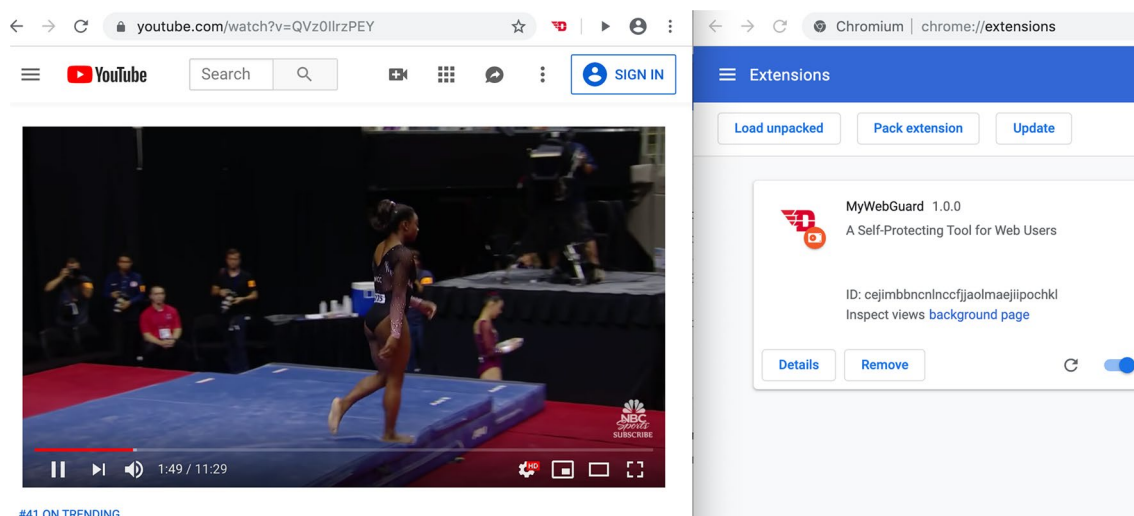 youtube.com/watch?v=QVz0IlrzPEY
YouTube
Search
SIGN IN
NBC
Sports
SUBSCRIBE
1:49 / 11:29
HD
#41 ON TRENDING
Chromium | chrome://extensions
Extensions
Load unpacked
Pack extension
Update
MyWebGuard 1.0.0
A Self-Protecting Tool for Web Users
ID: cejimbbncnlnccfjjaolmaejiipochkl
Inspect views background page
Details
Remove